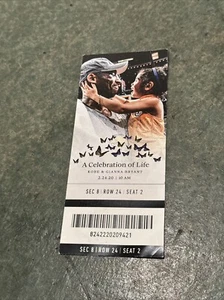 A Celebration of Life
KOBE & GIANNA BRYANT
2.24.20 | 10 AM
SEC 8 | ROW 24 | SEAT 2
0242220209421
SEC 8 | ROW 24 | SEAT 2